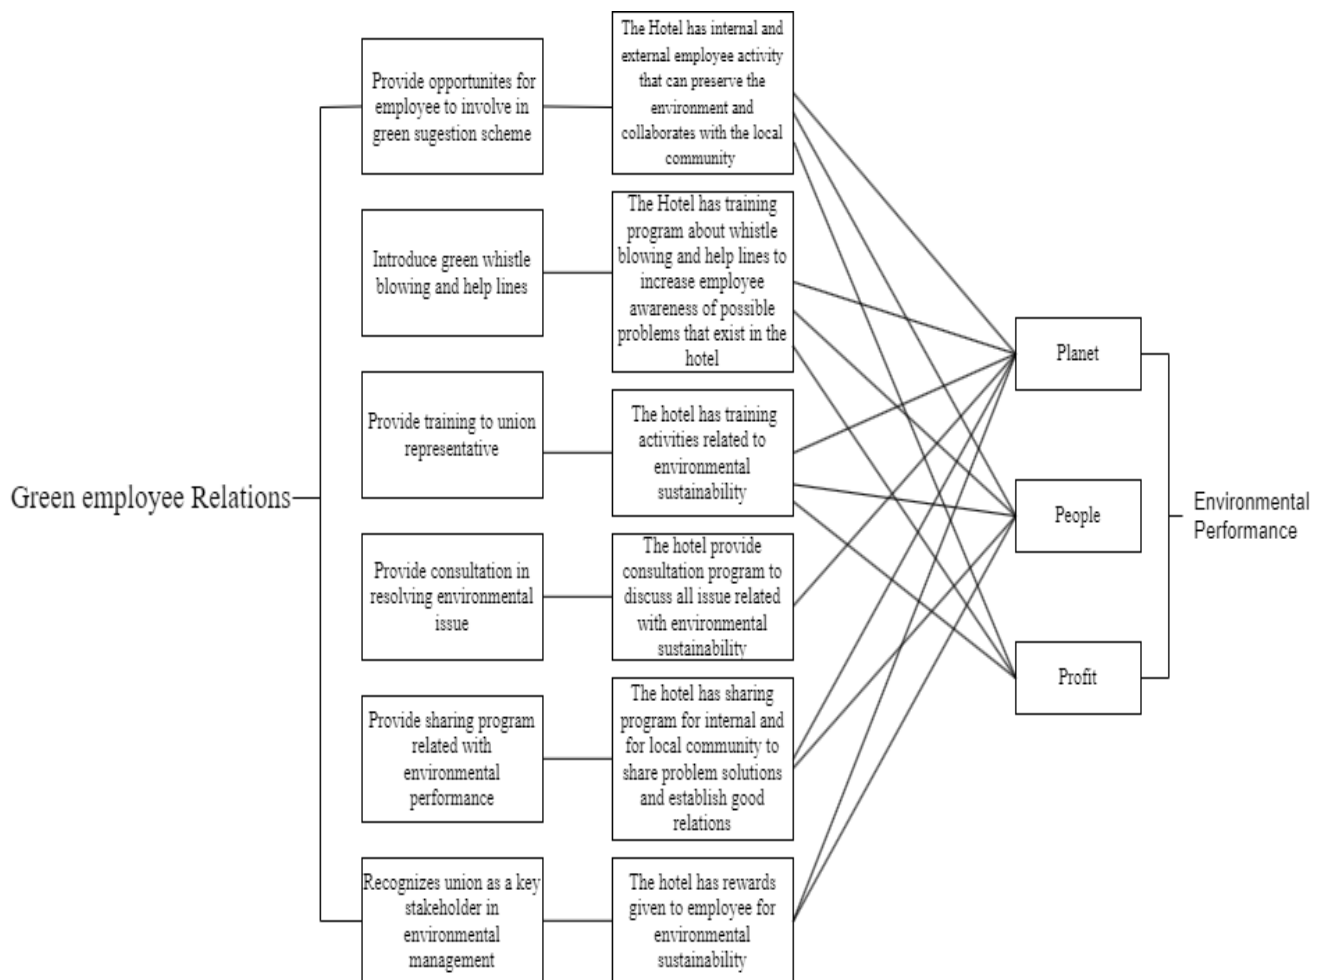 Green employee Relations
Provide opportunites for
employee to involve in
green sugestion scheme
Introduce green whistle
blowing and help lines
Provide training to union
representative
Provide consultation in
resolving environmental
issue
Provide sharing program
related with
environmental
performance
Recognizes union as a key
stakeholder in
environmental
management
The Hotel has internal and
external employee activity
that can preserve the
environment and
collaborates with the local
community
The Hotel has training
program about whistle
blowing and help lines to
increase employee
awareness of possible
problems that exist in the
hotel
The hotel has training
activities related to
environmental
sustainability
The hotel provide
consultation program to
discuss all issue related
with environmental
sustainability
The hotel has sharing
program for internal and
for local community to
share problem solutions
and establish good
relations
The hotel has rewards
given to employee for
environmental
sustainability
Planet
People
Profit
Environmental
Performance